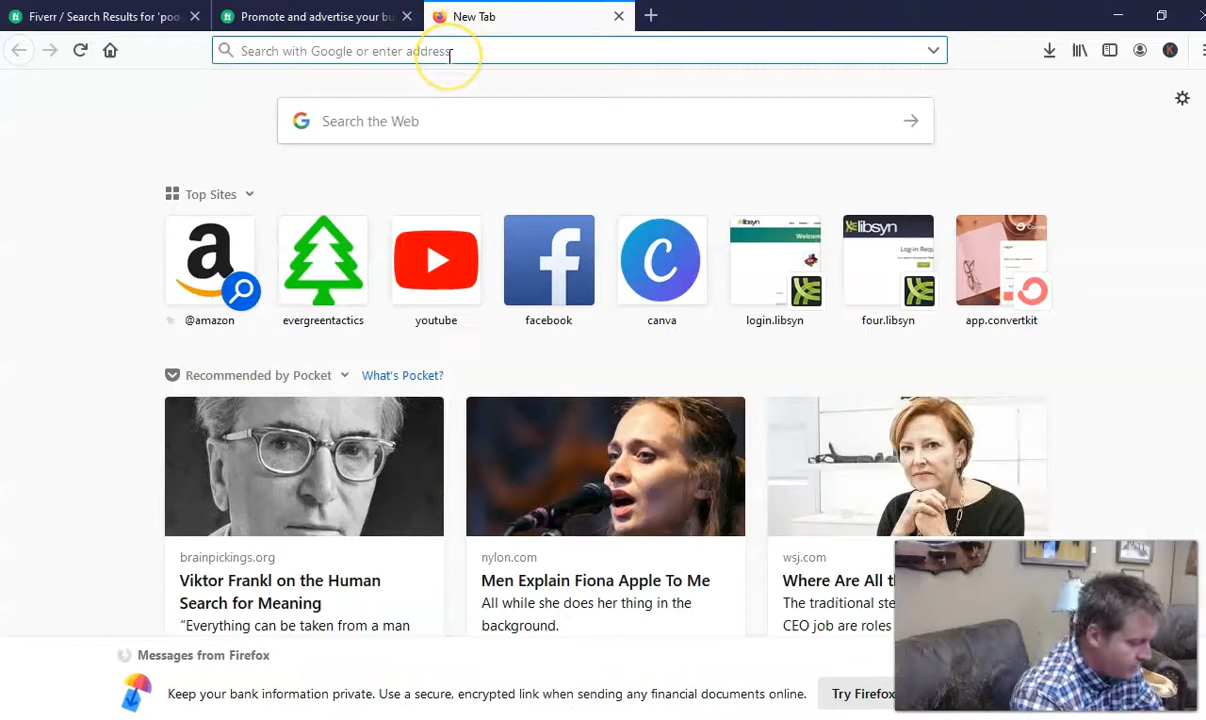 Fiverr / Search Results for 'pod
Promote and advertise your bu
New Tab
Search with Google or enter address
K
Search the Web
Top Sites
@amazon
evergreentactics
youtube
facebook
canva
login.libsyn
four.libsyn
app.convertkit
Recommended by Pocket
What's Pocket?
brainpickings.org
Viktor Frankl on the Human
Search for Meaning
"Everything can be taken from a man
nylon.com
Men Explain Fiona Apple To Me
All while she does her thing in the
background.
wsj.com
Where Are All t
The traditional ste
CEO job are roles
Messages from Firefox
Keep your bank information private. Use a secure, encrypted link when sending any financial documents online.
Try Firefox